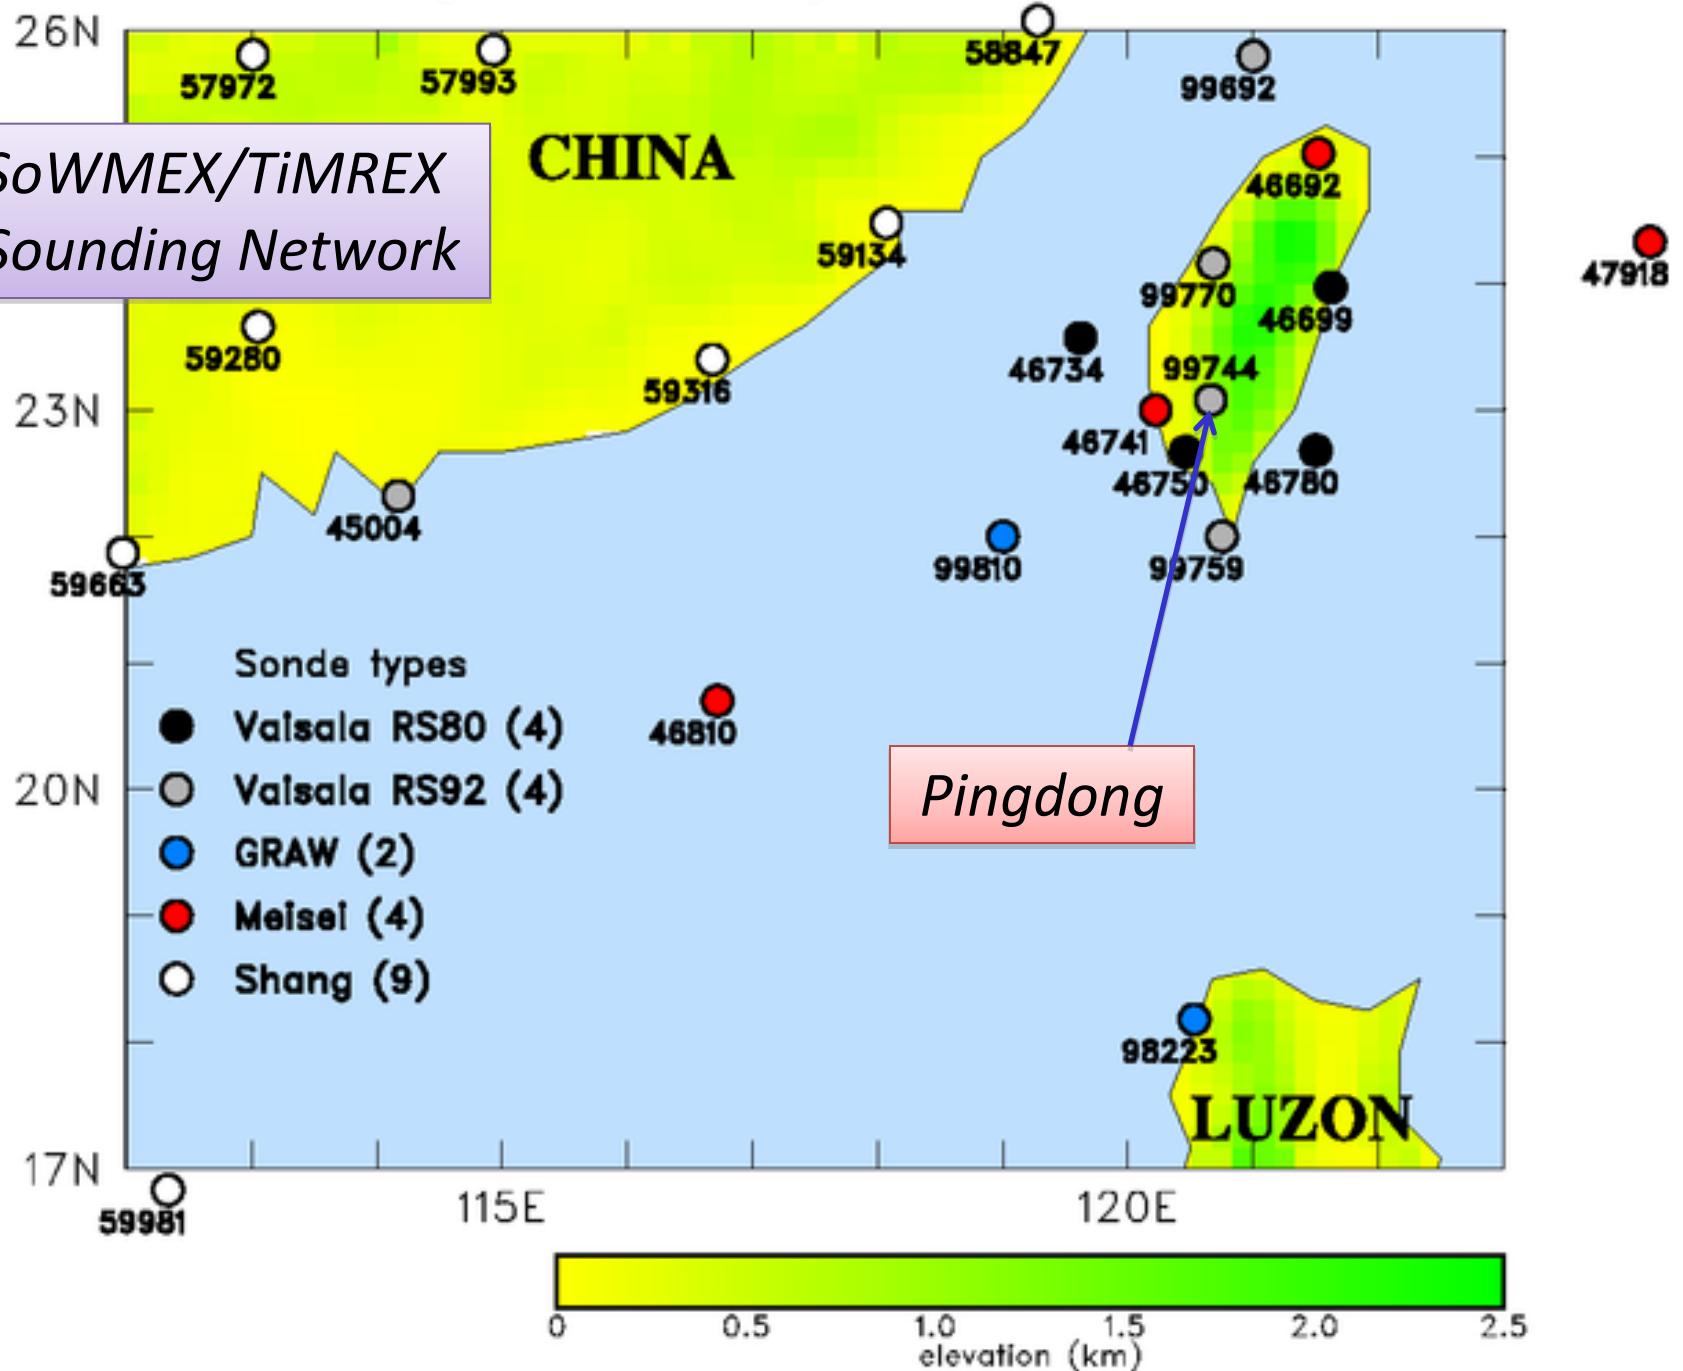 26N
58847
57972
57993
99692
SoWMEX/TiMREX
Sounding Network
CHINA
46692
59134
47918
99770
46699
59280
59316
46734
99744
23N
46741
46750
46780
45004
99810
99759
59663
Sonde types
Vaisala RS80 (4)
46810
Vaisala RS92 (4)
20N
Pingdong
GRAW (2)
Meisei (4)
Shang (9)
98223
LUZON
17N
59981
115E
120E
0 0.5 1.0 1.5 2.0 2.5
elevation (km)